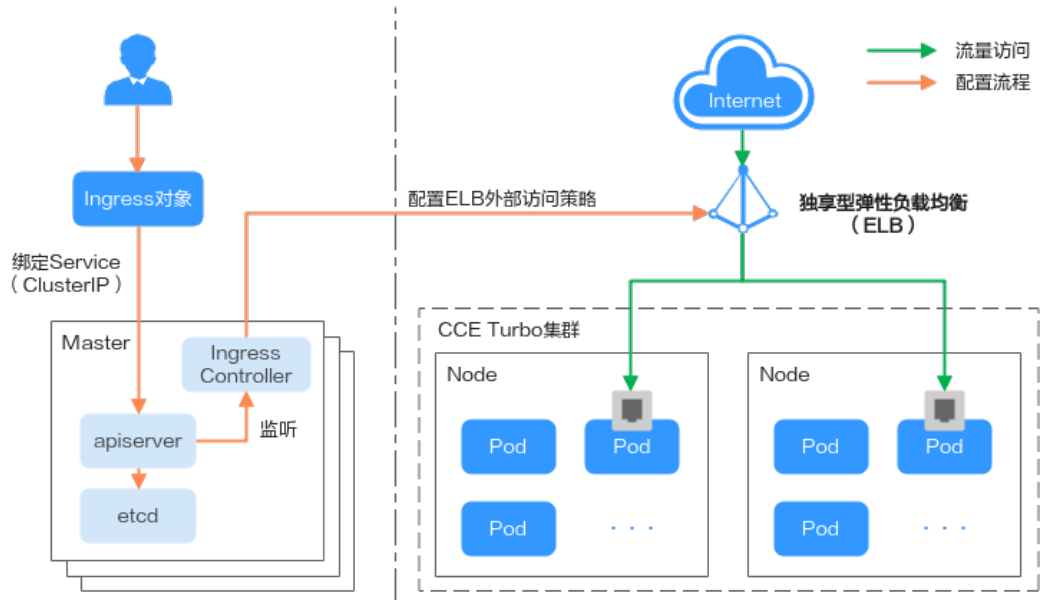 Ingress对象
绑定Service
（ClusterIP）
Master
Ingress
Controller
apiserver
监听
etcd
配置ELB外部访问策略
Internet
流量访问
配置流程
独享型弹性负载均衡
（ELB）
CCE Turbo集群
Node
Pod
Pod
Pod
· · ·
Node
Pod
Pod
Pod
· · ·